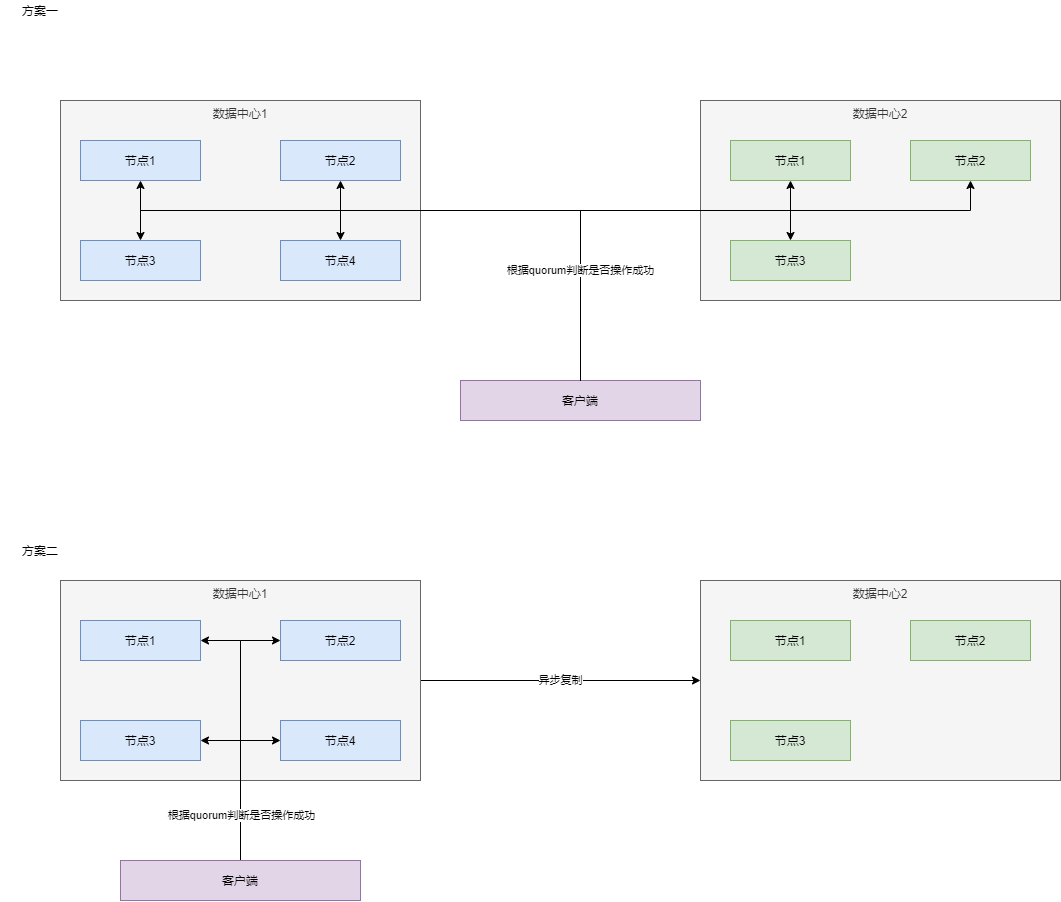 方案一
数据中心1
数据中心2
节点1
节点2
节点1
节点2
节点3
节点4
节点3
根据quorum判断是否操作成功
客户端
方案二
数据中心1
数据中心2
节点1
节点2
节点1
节点2
异步复制
节点3
节点4
节点3
根据quorum判断是否操作成功
客户端